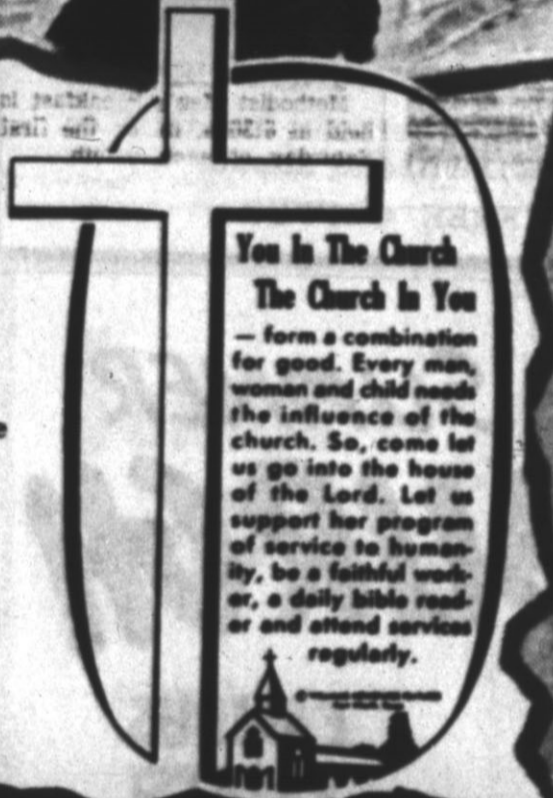 You In The Church
The Church In You
— form a combination
for good. Every man,
woman and child needs
the influence of the
church. So, come let
us go into the house
of the Lord. Let us
support her program
of service to human-
ity, be a faithful work-
er, a daily bible read-
er and attend services
regularly.